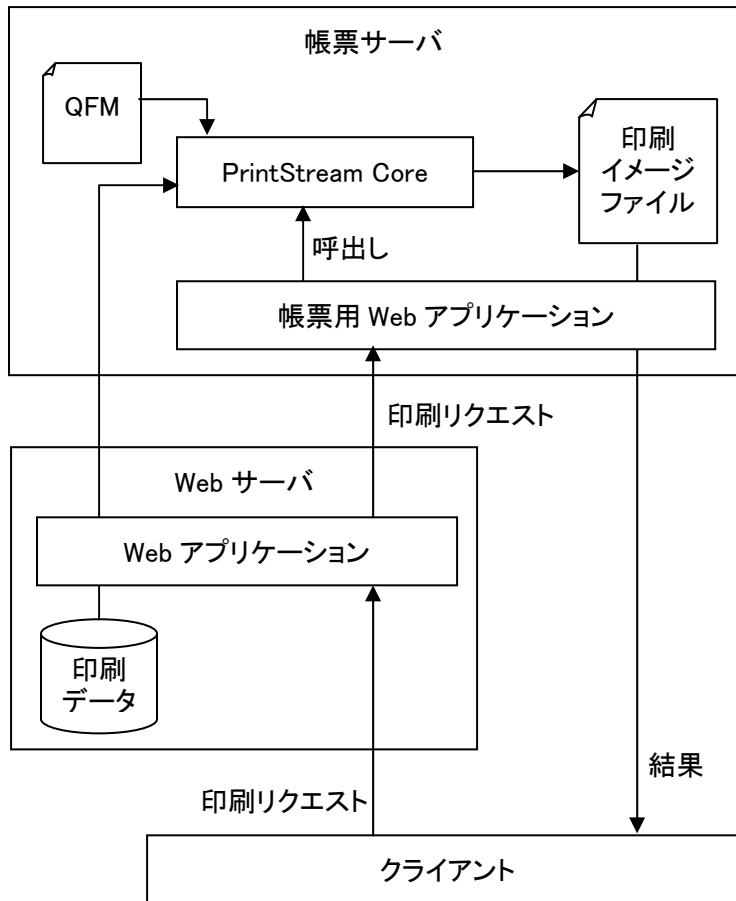 帳票サーバ
QFM
PrintStream Core
印刷
イメージ
ファイル
呼出し
帳票用 Web アプリケーション
印刷リクエスト
Web サーバ
Web アプリケーション
印刷
データ
結果
印刷リクエスト
クライアント